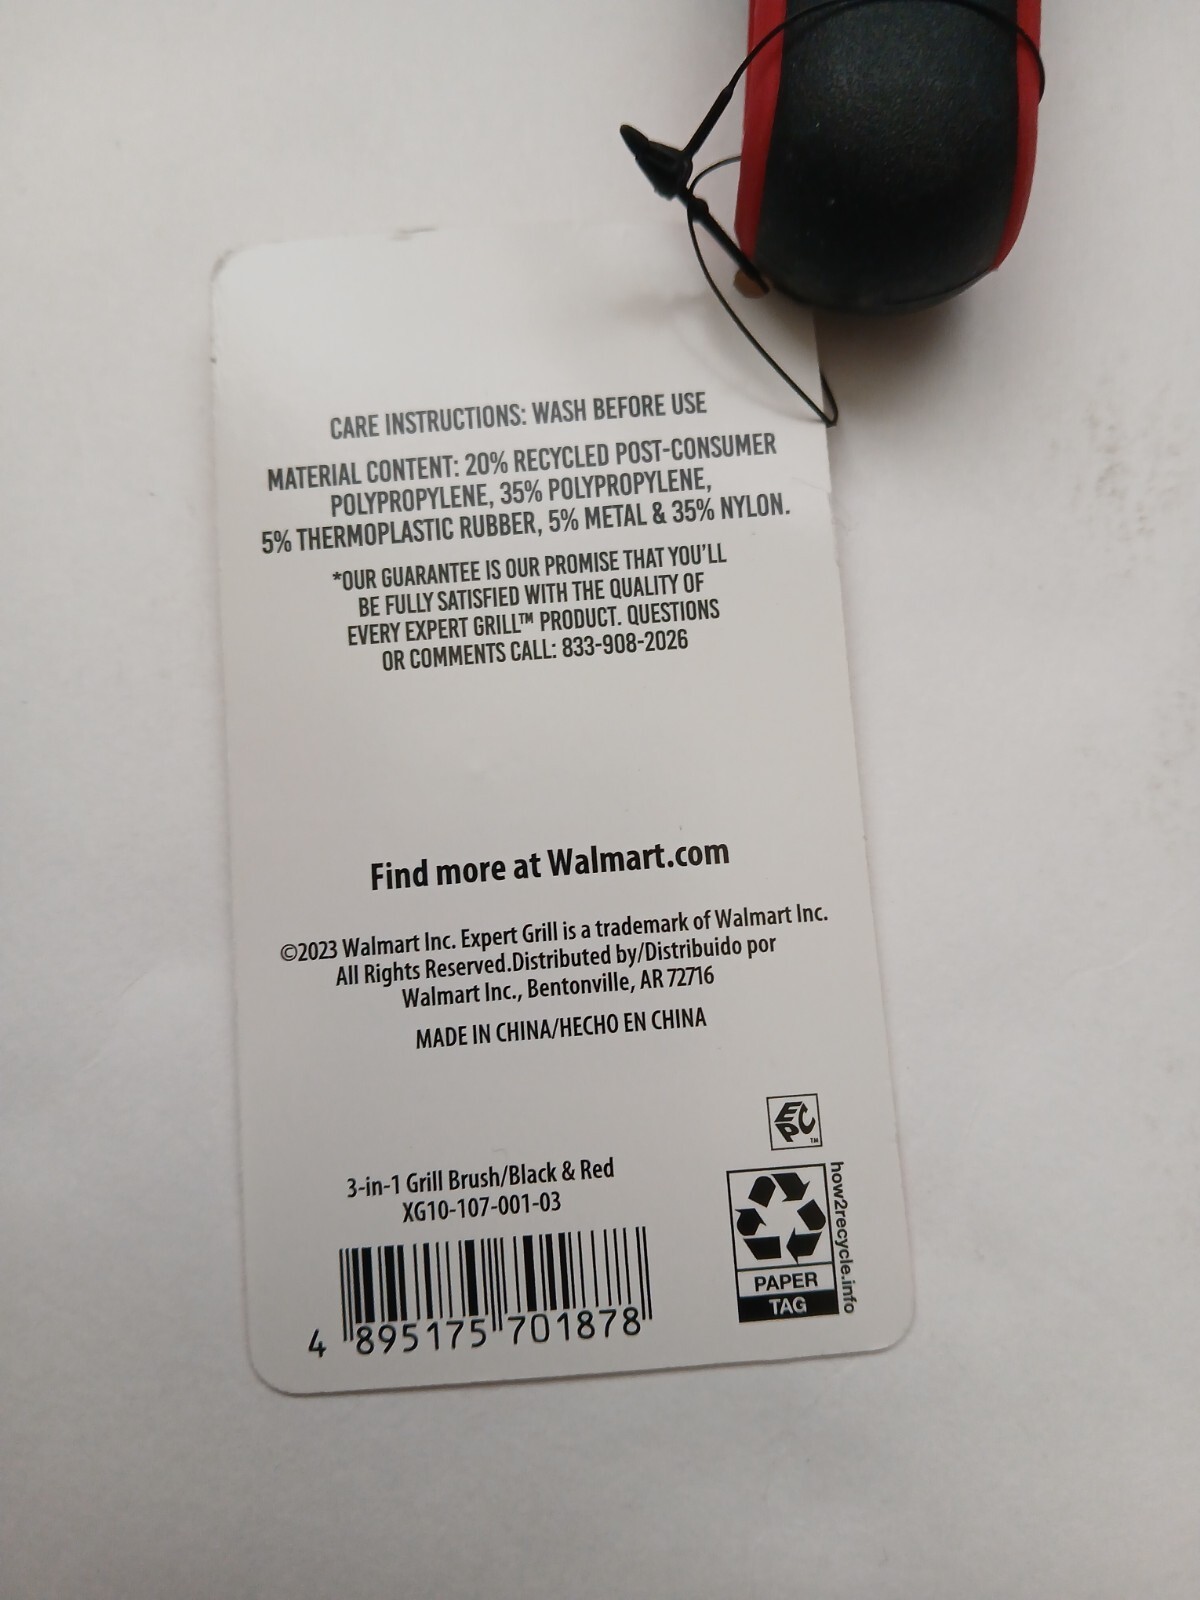 CARE INSTRUCTIONS: WASH BEFORE USE
MATERIAL CONTENT: 20% RECYCLED POST-CONSUMER
POLYPROPYLENE, 35% POLYPROPYLENE,
5% THERMOPLASTIC RUBBER, 5% METAL & 35% NYLON.
*OUR GUARANTEE IS OUR PROMISE THAT YOU'LL
BE FULLY SATISFIED WITH THE QUALITY OF
EVERY EXPERT GRILL™ PRODUCT. QUESTIONS
OR COMMENTS CALL: 833-908-2026
Find more at Walmart.com
©2023 Walmart Inc. Expert Grill is a trademark of Walmart Inc.
All Rights Reserved.Distributed by/Distribuido por
Walmart Inc., Bentonville, AR 72716
MADE IN CHINA/HECHO EN CHINA
EPC™
3-in-1 Grill Brush/Black & Red
XG10-107-001-03
4 895175 701878
PAPER
TAG
how2recycle.info